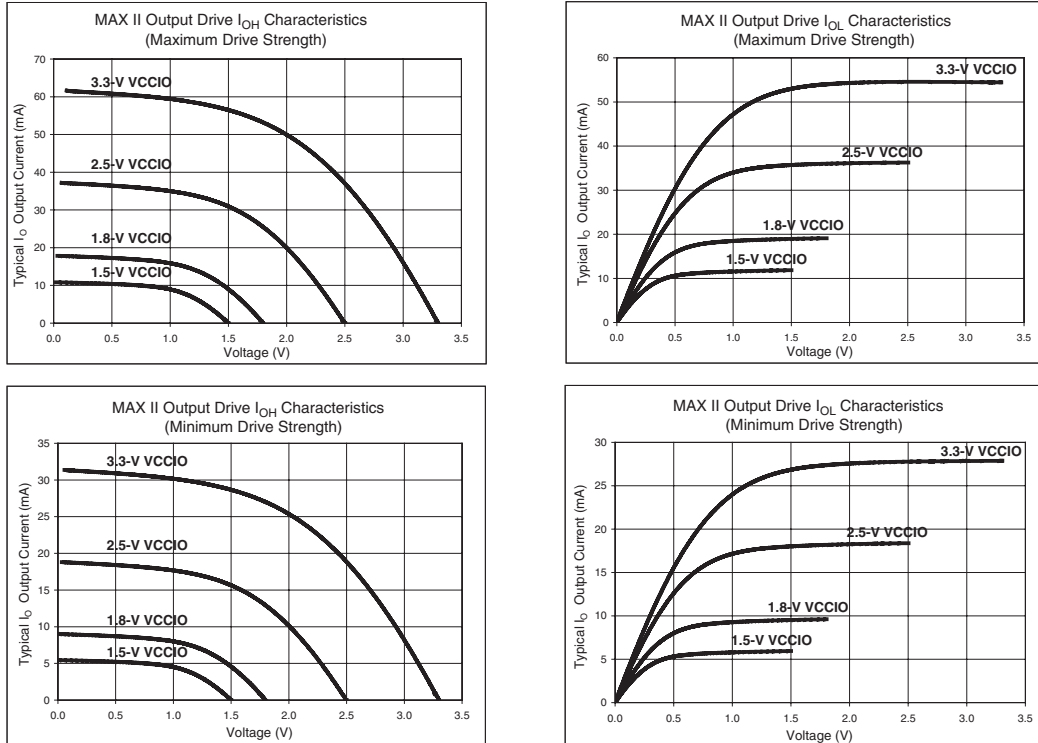 MAX II Output Drive IOH Characteristics
(Maximum Drive Strength)
70
60
50
40
30
20
10
0
Typical IO Output Current (mA)
3.3-V VCCIO
2.5-V VCCIO
1.8-V VCCIO
1.5-V VCCIO
0.0 0.5 1.0 1.5 2.0 2.5 3.0 3.5
Voltage (V)
MAX II Output Drive IOL Characteristics
(Maximum Drive Strength)
60
50
40
30
20
10
0
Typical IO Output Current (mA)
3.3-V VCCIO
2.5-V VCCIO
1.8-V VCCIO
1.5-V VCCIO
0.0 0.5 1.0 1.5 2.0 2.5 3.0 3.5
Voltage (V)
MAX II Output Drive IOH Characteristics
(Minimum Drive Strength)
35
30
25
20
15
10
5
0
Typical IO Output Current (mA)
3.3-V VCCIO
2.5-V VCCIO
1.8-V VCCIO
1.5-V VCCIO
0.0 0.5 1.0 1.5 2.0 2.5 3.0 3.5
Voltage (V)
MAX II Output Drive IOL Characteristics
(Minimum Drive Strength)
30
25
20
15
10
5
0
Typical IO Output Current (mA)
3.3-V VCCIO
2.5-V VCCIO
1.8-V VCCIO
1.5-V VCCIO
0.0 0.5 1.0 1.5 2.0 2.5 3.0 3.5
Voltage (V)